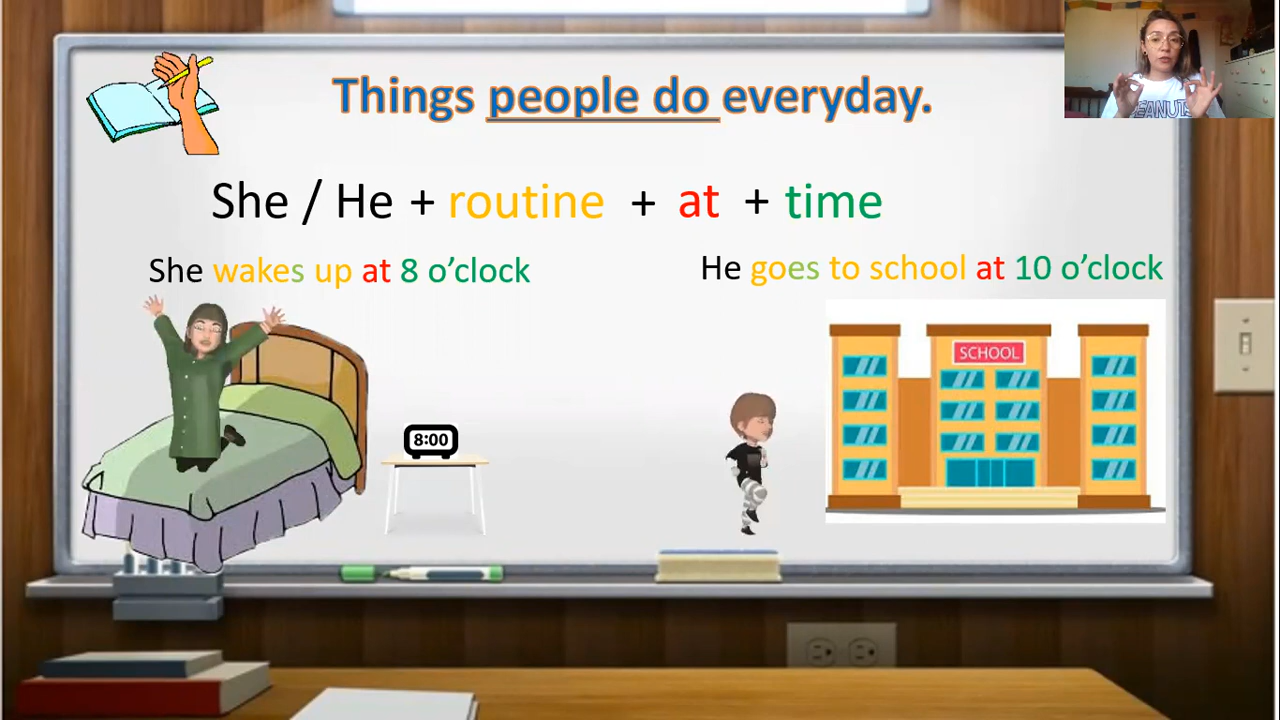 Things people do everyday.
She / He + routine + at + time
She wakes up at 8 o'clock
He goes to school at 10 o'clock
SCHOOL
8:00
PEANUTS